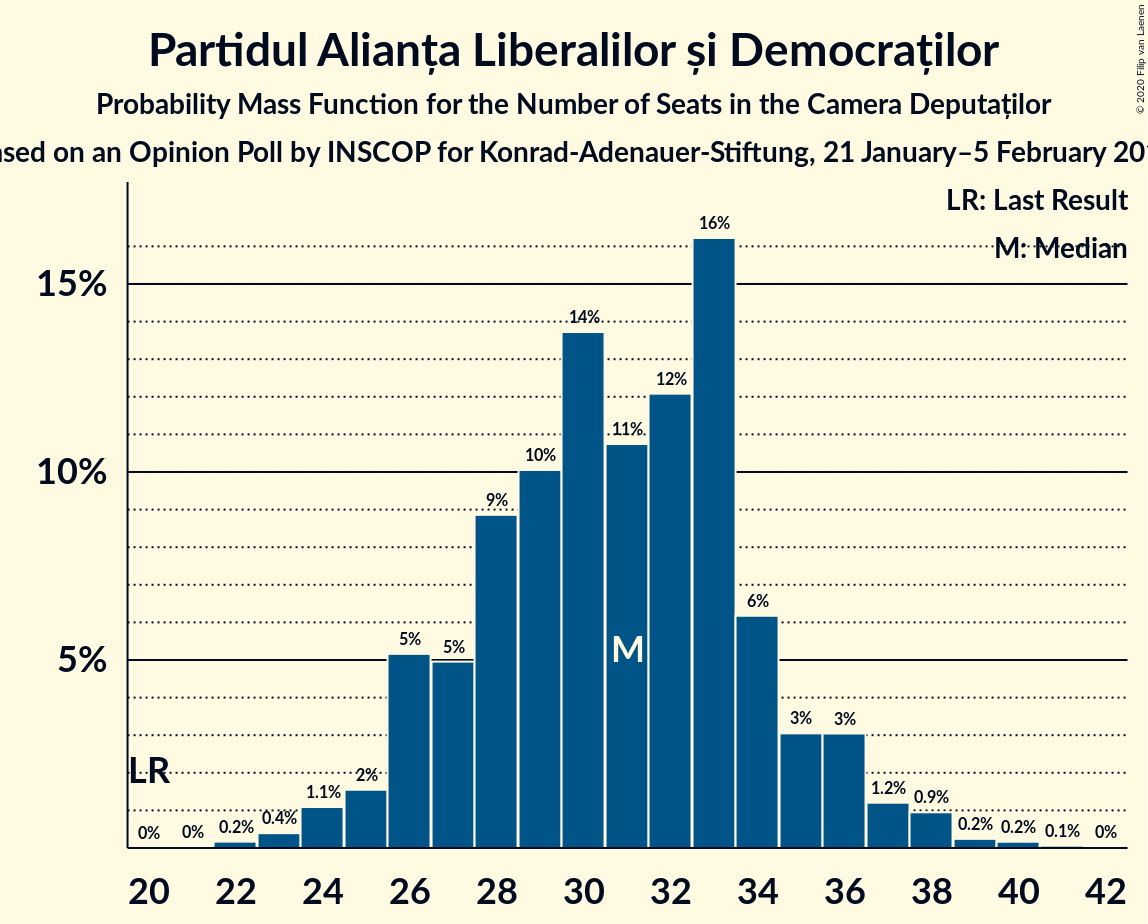 Partidul Alianța Liberalilor și Democraților
Probability Mass Function for the Number of Seats in the Camera Deputaților
on an Opinion Poll by INSCOP for Konrad-Adenauer-Stiftung, 21 January–5 February
© 2020 Filip van Laenen
LR: Last Result
M: Median
16%
15%
14%
12%
11%
10%
10%
9%
6%
5%
5%
5%
M
3%
3%
LR
2%
1.1%
1.2%
0.9%
0%
0%
0.2%
0.4%
0.2%
0.2%
0.1%
0%
20 22 24 26 28 30 32 34 36 38 40 42